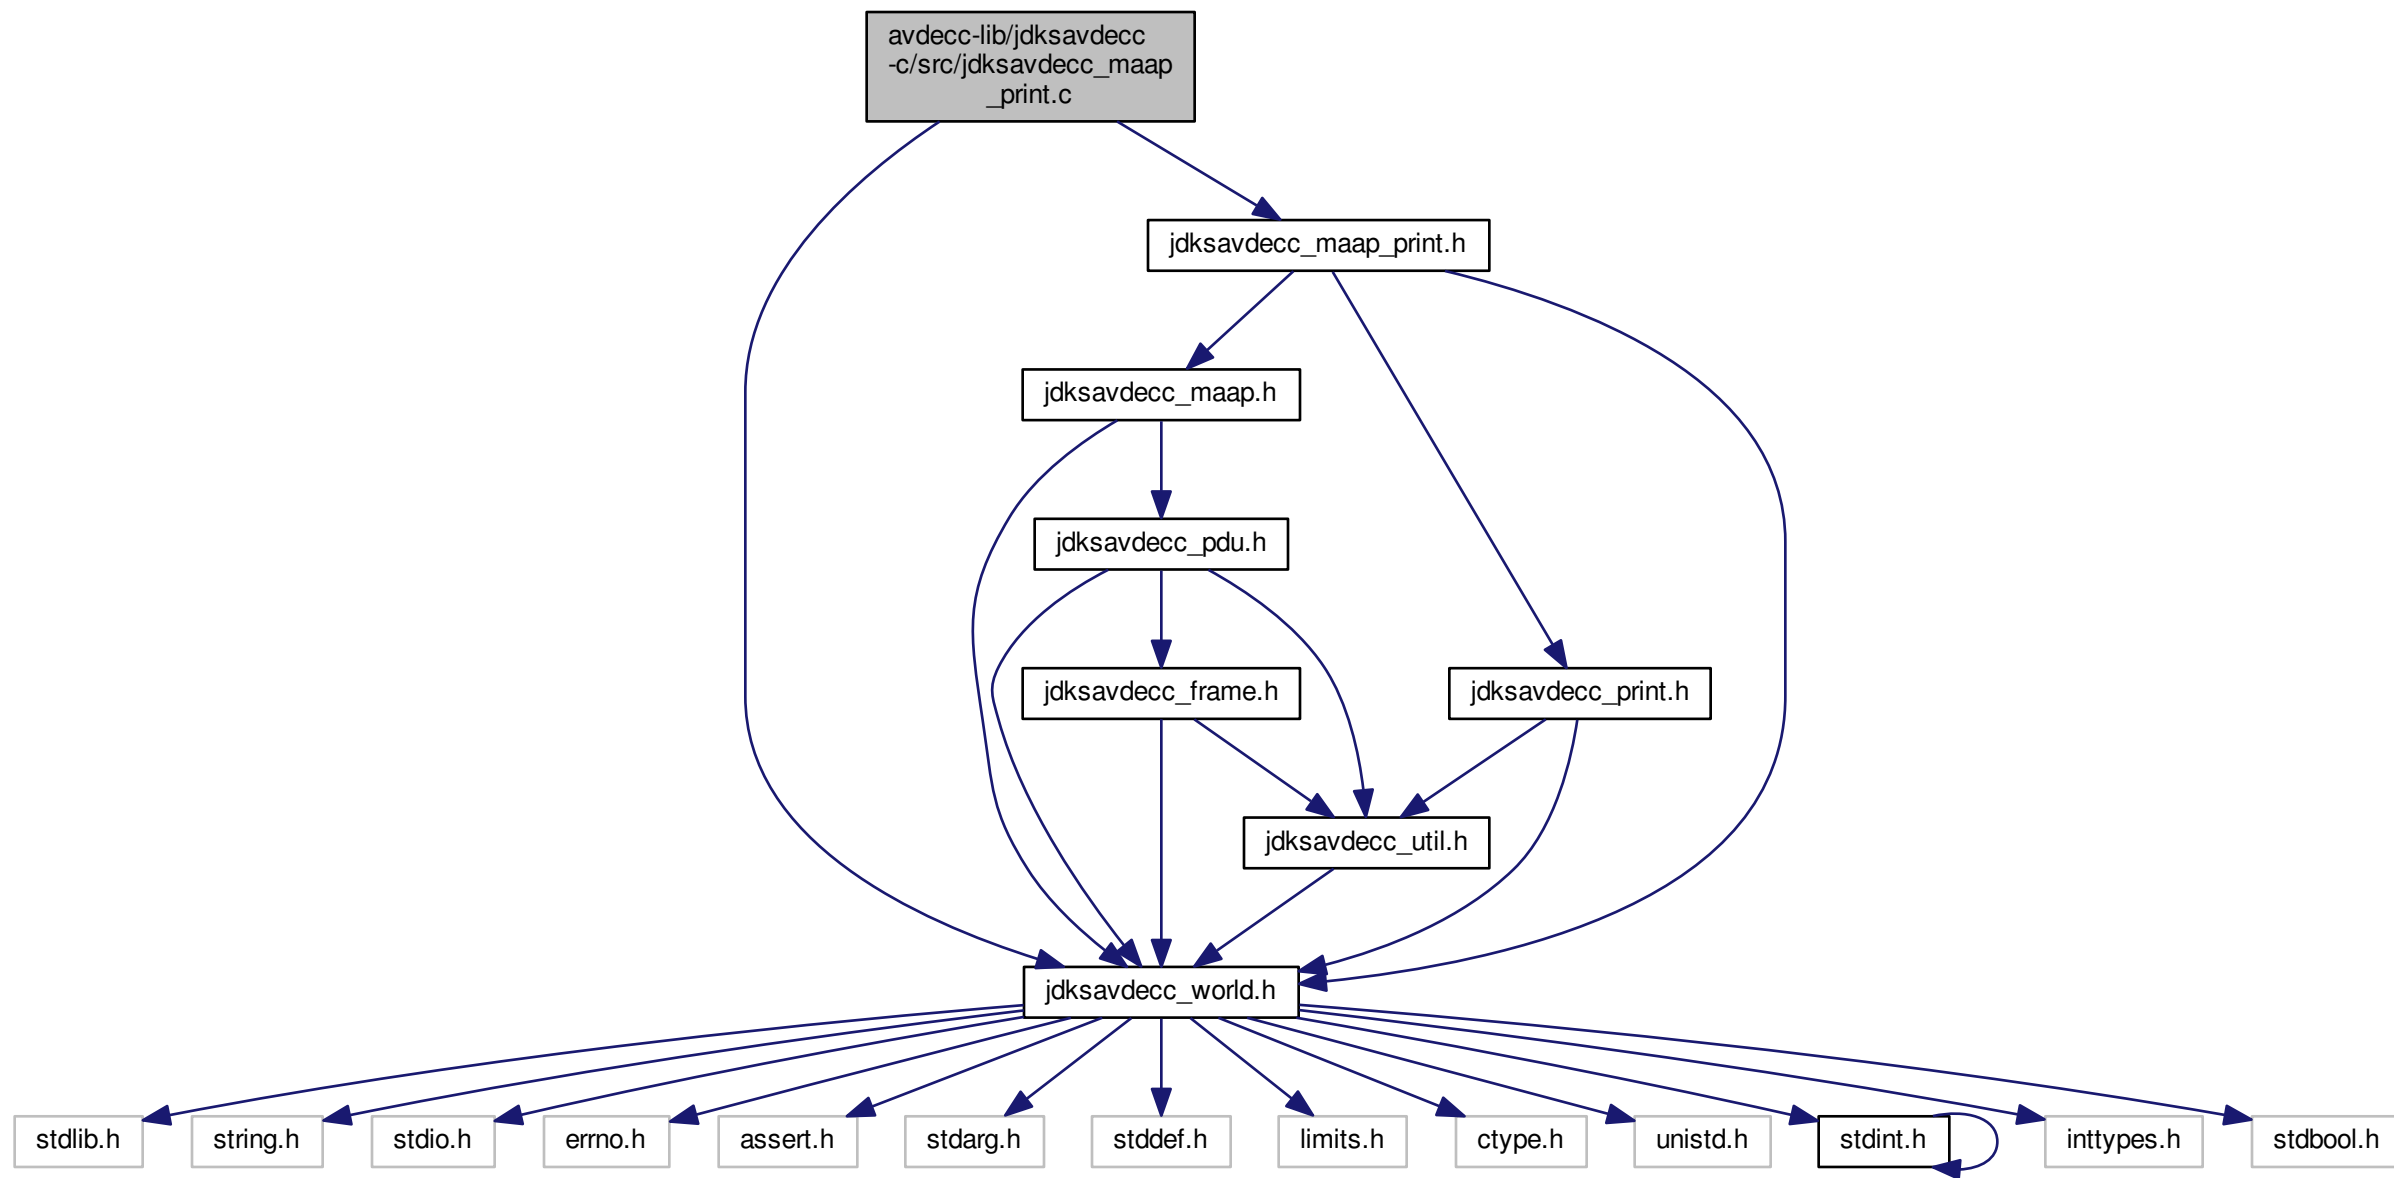 avdecc-lib/jdksavdecc
-c/src/jdksavdecc_maap
_print.c
jdksavdecc_maap_print.h
jdksavdecc_maap.h
jdksavdecc_pdu.h
jdksavdecc_frame.h
jdksavdecc_print.h
jdksavdecc_util.h
jdksavdecc_world.h
stdlib.h
string.h
stdio.h
errno.h
assert.h
stdarg.h
stddef.h
limits.h
ctype.h
unistd.h
stdint.h
inttypes.h
stdbool.h